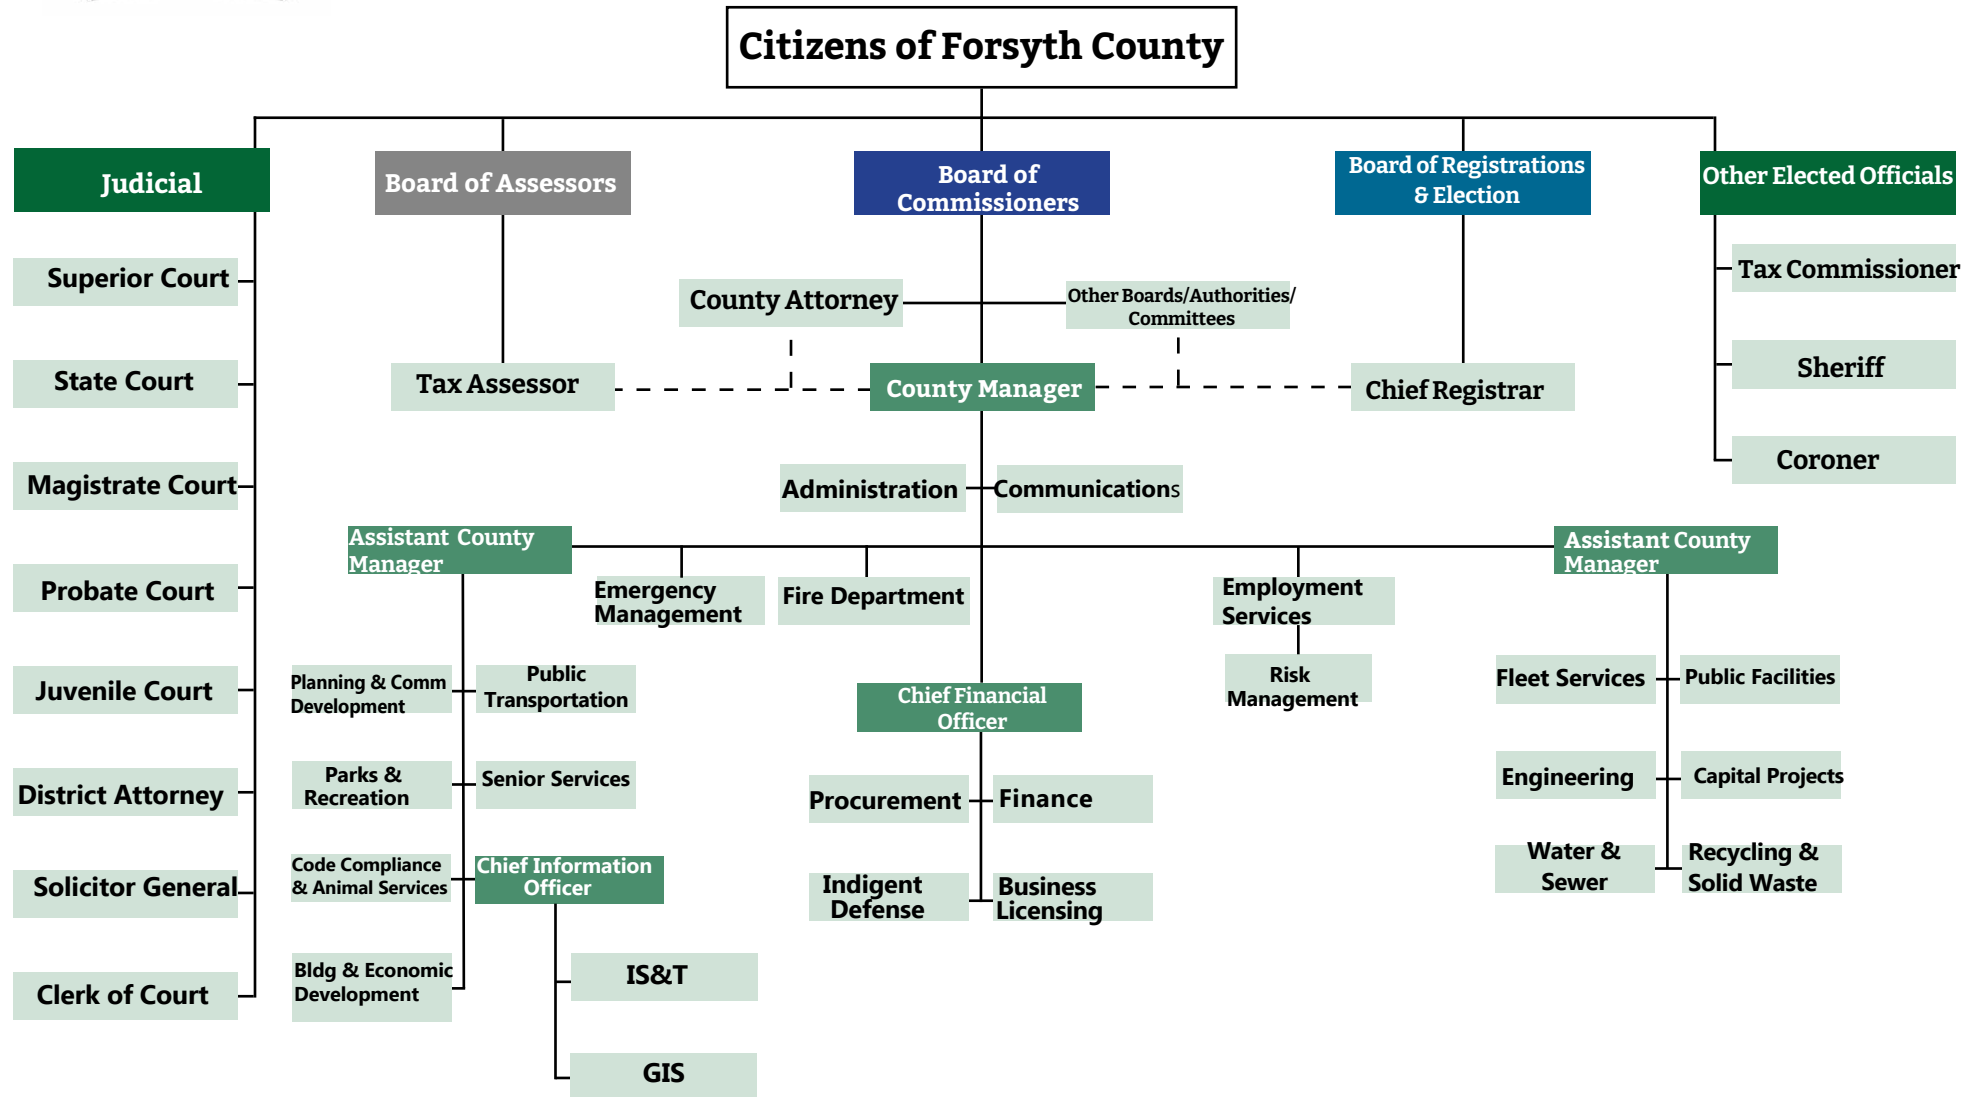 Citizens of Forsyth County
Judicial
Board of Assessors
Board of
Commissioners
Board of Registrations
& Election
Other Elected Officials
Superior Court
State Court
Magistrate Court
Probate Court
Juvenile Court
District Attorney
Solicitor General
Clerk of Court
Tax Assessor
County Attorney
Other Boards/Authorities/
Committees
County Manager
Chief Registrar
Tax Commissioner
Sheriff
Coroner
Administration
Communications
Assistant County
Manager
Emergency
Management
Fire Department
Employment
Services
Risk
Management
Assistant County
Manager
Planning & Comm
Development
Public
Transportation
Parks &
Recreation
Senior Services
Code Compliance
& Animal Services
Chief Information
Officer
Bldg & Economic
Development
IS&T
GIS
Chief Financial
Officer
Procurement
Finance
Indigent
Defense
Business
Licensing
Fleet Services
Public Facilities
Engineering
Capital Projects
Water &
Sewer
Recycling &
Solid Waste